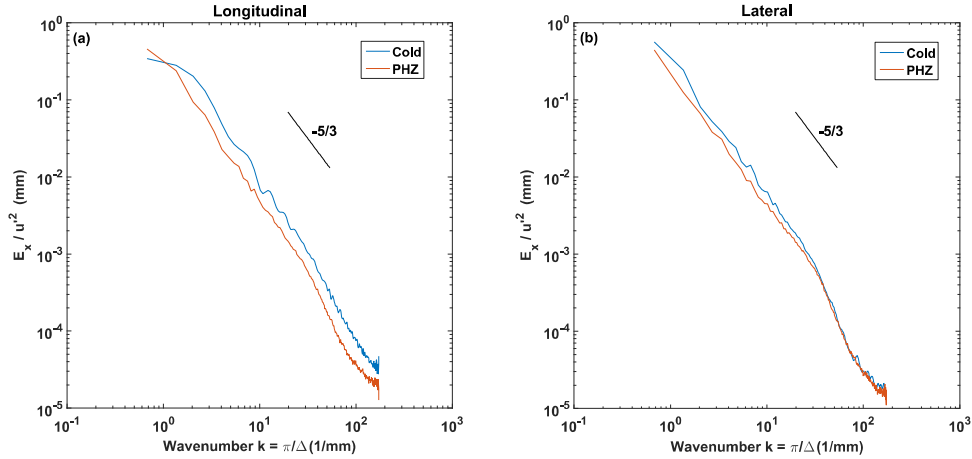 Longitudinal
(a)
Cold
PHZ
-5/3
10^0
10^-1
10^-2
10^-3
10^-4
10^-5
E_x / u'^2 (mm)
10^-1
10^0
10^1
10^2
10^3
Wavenumber k = π/Δ(1/mm)
Lateral
(b)
Cold
PHZ
-5/3
10^0
10^-1
10^-2
10^-3
10^-4
10^-5
E_x / u'^2 (mm)
10^-1
10^0
10^1
10^2
10^3
Wavenumber k = π/Δ(1/mm)